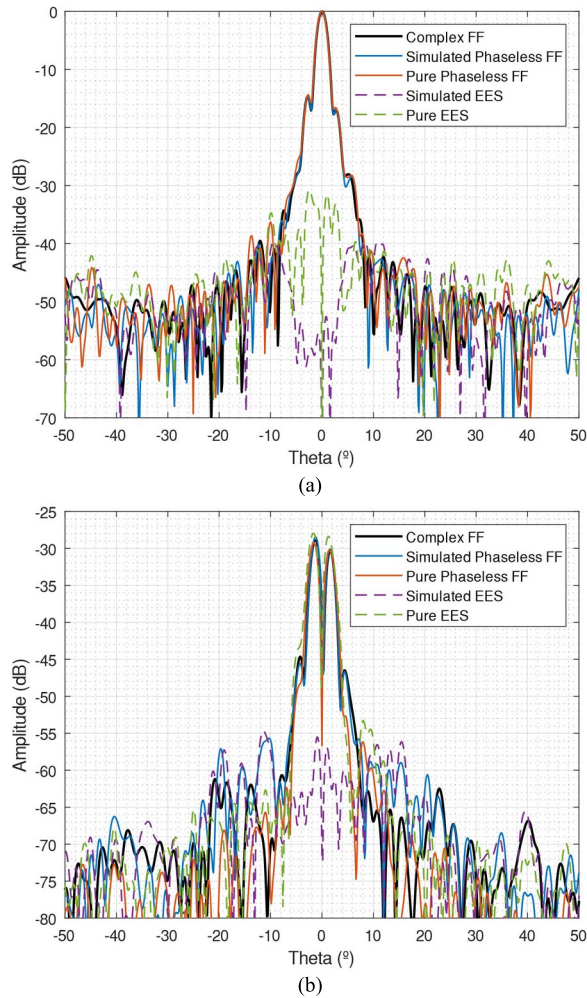 0
-10
-20
-30
-40
-50
-60
-70
Amplitude (dB)
Complex FF
Simulated Phaseless FF
Pure Phaseless FF
Simulated EES
Pure EES
-50 -40 -30 -20 -10 0 10 20 30 40 50
Theta (º)
(a)
-25
-30
-35
-40
-45
-50
-55
-60
-65
-70
-75
-80
Amplitude (dB)
Complex FF
Simulated Phaseless FF
Pure Phaseless FF
Simulated EES
Pure EES
-50 -40 -30 -20 -10 0 10 20 30 40 50
Theta (º)
(b)